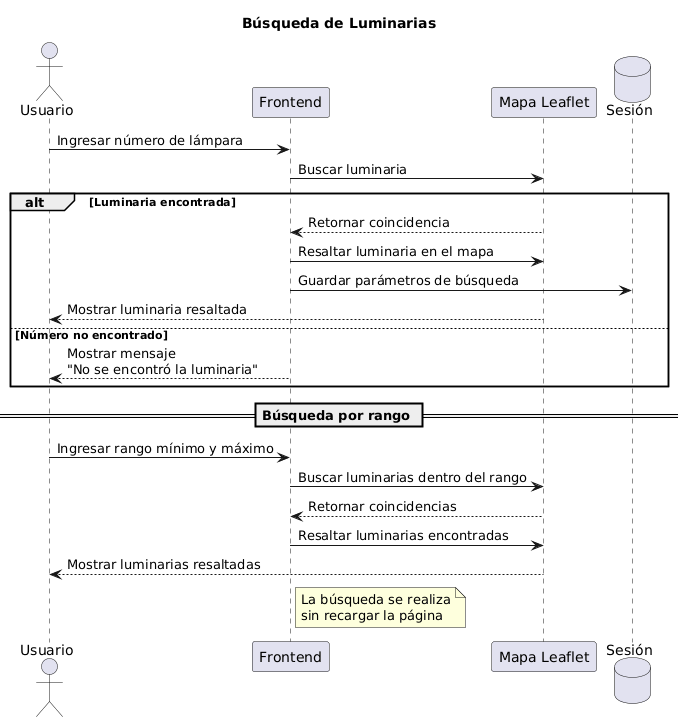 Búsqueda de Luminarias
Usuario
Frontend
Mapa Leaflet
Sesión
Ingresar número de lámpara
Buscar luminaria
alt
[Luminaria encontrada]
Retornar coincidencia
Resaltar luminaria en el mapa
Guardar parámetros de búsqueda
Mostrar luminaria resaltada
[Número no encontrado]
Mostrar mensaje
"No se encontró la luminaria"
Búsqueda por rango
Ingresar rango mínimo y máximo
Buscar luminarias dentro del rango
Retornar coincidencias
Resaltar luminarias encontradas
Mostrar luminarias resaltadas
La búsqueda se realiza
sin recargar la página
Usuario
Frontend
Mapa Leaflet
Sesión